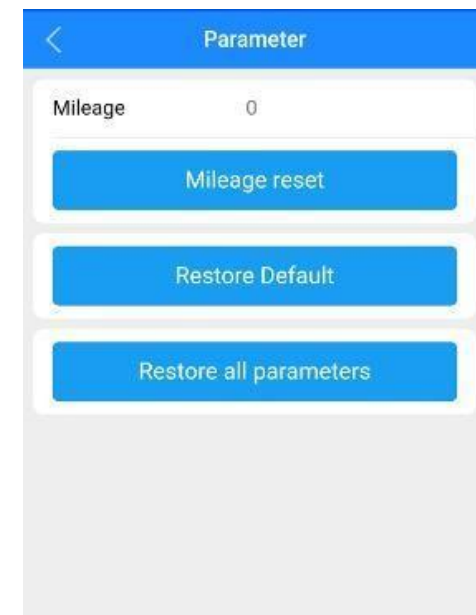 Parameter
Mileage 0
Mileage reset
Restore Default
Restore all parameters